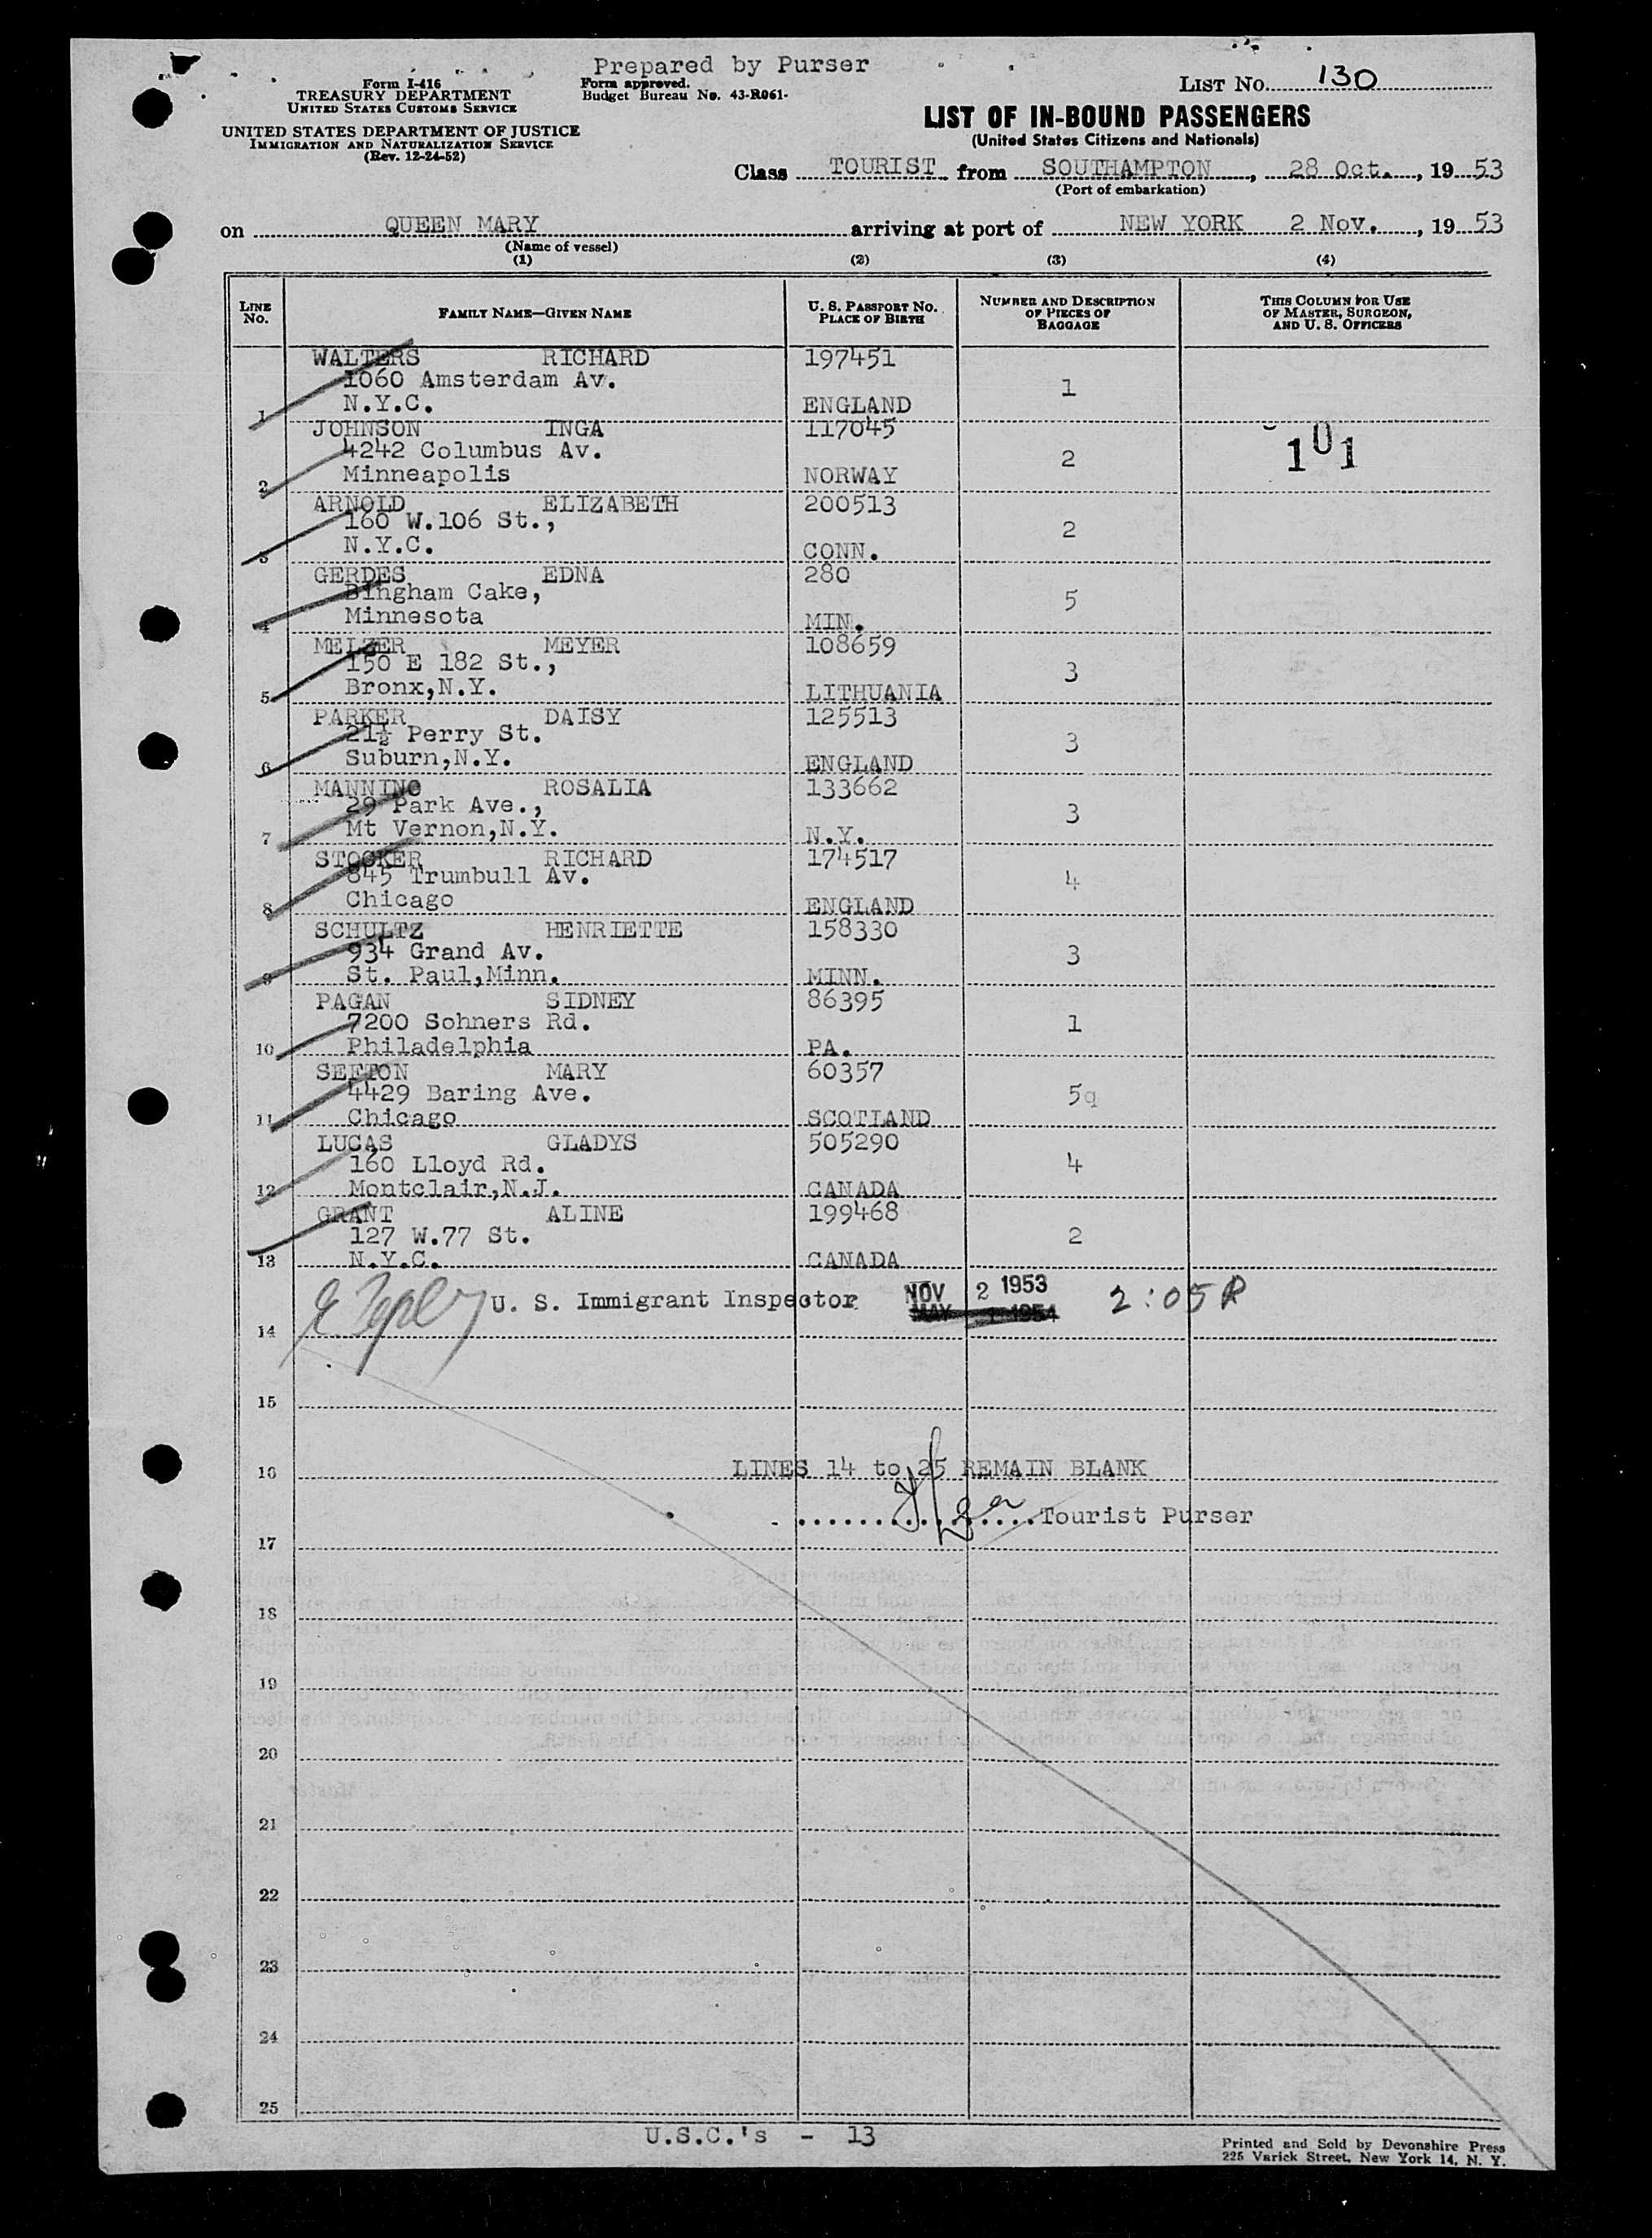 Prepared by Purser
Form I-416
TREASURY DEPARTMENT
UNITED STATES CUSTOMS SERVICE
UNITED STATES DEPARTMENT OF JUSTICE
IMMIGRATION AND NATURALIZATION SERVICE
(Rev. 12-24-52)
Form approved.
Budget Bureau No. 43-R061-
LIST No. 130
LIST OF IN-BOUND PASSENGERS
(United States Citizens and Nationals)
Class TOURIST from SOUTHAMPTON, 28 Oct., 19 53
(Port of embarkation)
on QUEEN MARY arriving at port of NEW YORK 2 Nov., 19 53
(Name of vessel)
(1) (2) (3) (4)
LINE No. FAMILY NAME—GIVEN NAME U. S. PASSPORT No. PLACE OF BIRTH NUMBER AND DESCRIPTION OF PIECES OF BAGGAGE THIS COLUMN FOR USE OF MASTER, SURGEON, AND U. S. OFFICERS
WALTERS RICHARD 197451
1060 Amsterdam Av. 1
1 N.Y.C. ENGLAND
JOHNSON INGA 117045
4242 Columbus Av. 2 101
2 Minneapolis NORWAY
ARNOLD ELIZABETH 200513
160 W.106 St., 2
3 N.Y.C. CONN.
GERDES EDNA 280
Bingham Cake, 5
4 Minnesota MIN.
MELZER MEYER 108659
150 E 182 St., 3
5 Bronx,N.Y. LITHUANIA
PARKER DAISY 125513
21½ Perry St. 3
6 Suburn,N.Y. ENGLAND
MANNINO ROSALIA 133662
29 Park Ave., 3
7 Mt Vernon,N.Y. N.Y.
STOCKER RICHARD 174517
845 Trumbull Av. 4
8 Chicago ENGLAND
SCHULTZ HENRIETTE 158330
934 Grand Av. 3
9 St. Paul,Minn. MINN.
PAGAN SIDNEY 86395
7200 Sohners Rd. 1
10 Philadelphia PA.
SEFTON MARY 60357
4429 Baring Ave. 5q
11 Chicago SCOTLAND
LUCAS GLADYS 505290
160 Lloyd Rd. 4
12 Montclair,N.J. CANADA
GRANT ALINE 199468
127 W.77 St. 2
13 N.Y.C. CANADA
U. S. Immigrant Inspector NOV 2 1953 2:05 P
MAY 1 1954
14
15
16 LINES 14 to 25 REMAIN BLANK
Tourist Purser
17
18
19
20
21
22
23
24
25
U.S.C.'s - 13
Printed and Sold by Devonshire Press
225 Varick Street, New York 14, N. Y.